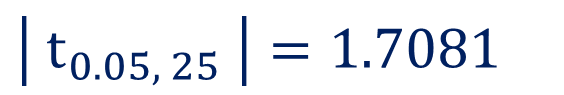 | t₀.₀₅, ₂₅ | = 1.7081